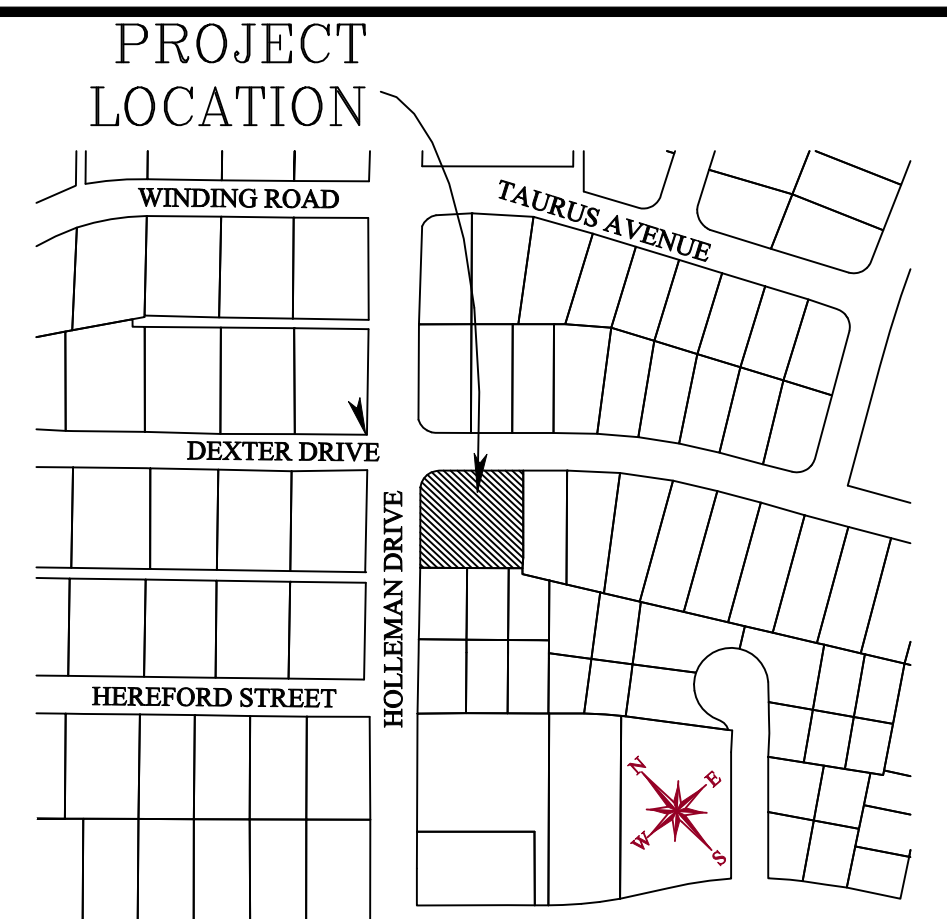 PROJECT
LOCATION
WINDING ROAD
TAURUS AVENUE
DEXTER DRIVE
HOLLEMAN DRIVE
HEREFORD STREET
N
E
W
S